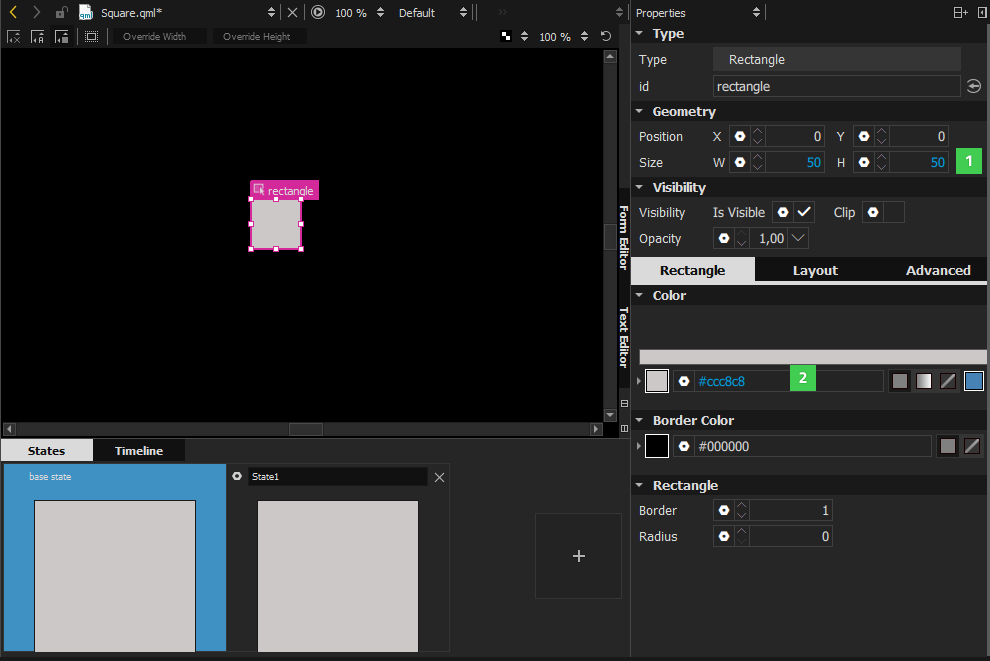 Square.qml*
100 %
Default
Override Width
Override Height
100 %
rectangle
Form Editor
Text Editor
States
Timeline
base state
State1
+
Properties
Type
Type
Rectangle
id
rectangle
Geometry
Position X 0 Y 0
Size W 50 H 50 1
Visibility
Visibility Is Visible Clip
Opacity 1,00
Rectangle Layout Advanced
Color
#ccc8c8 2
Border Color
#000000
Rectangle
Border 1
Radius 0